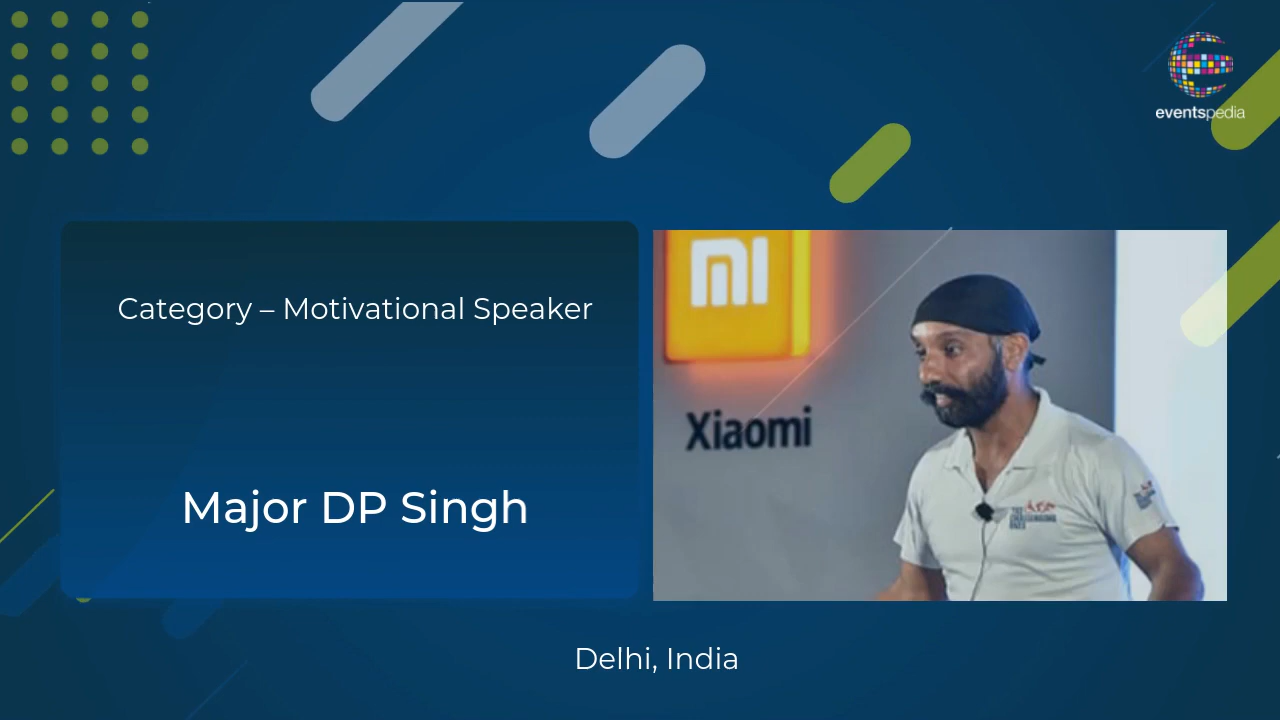 eventspedia
Category – Motivational Speaker
mi
Xiaomi
Major DP Singh
Delhi, India